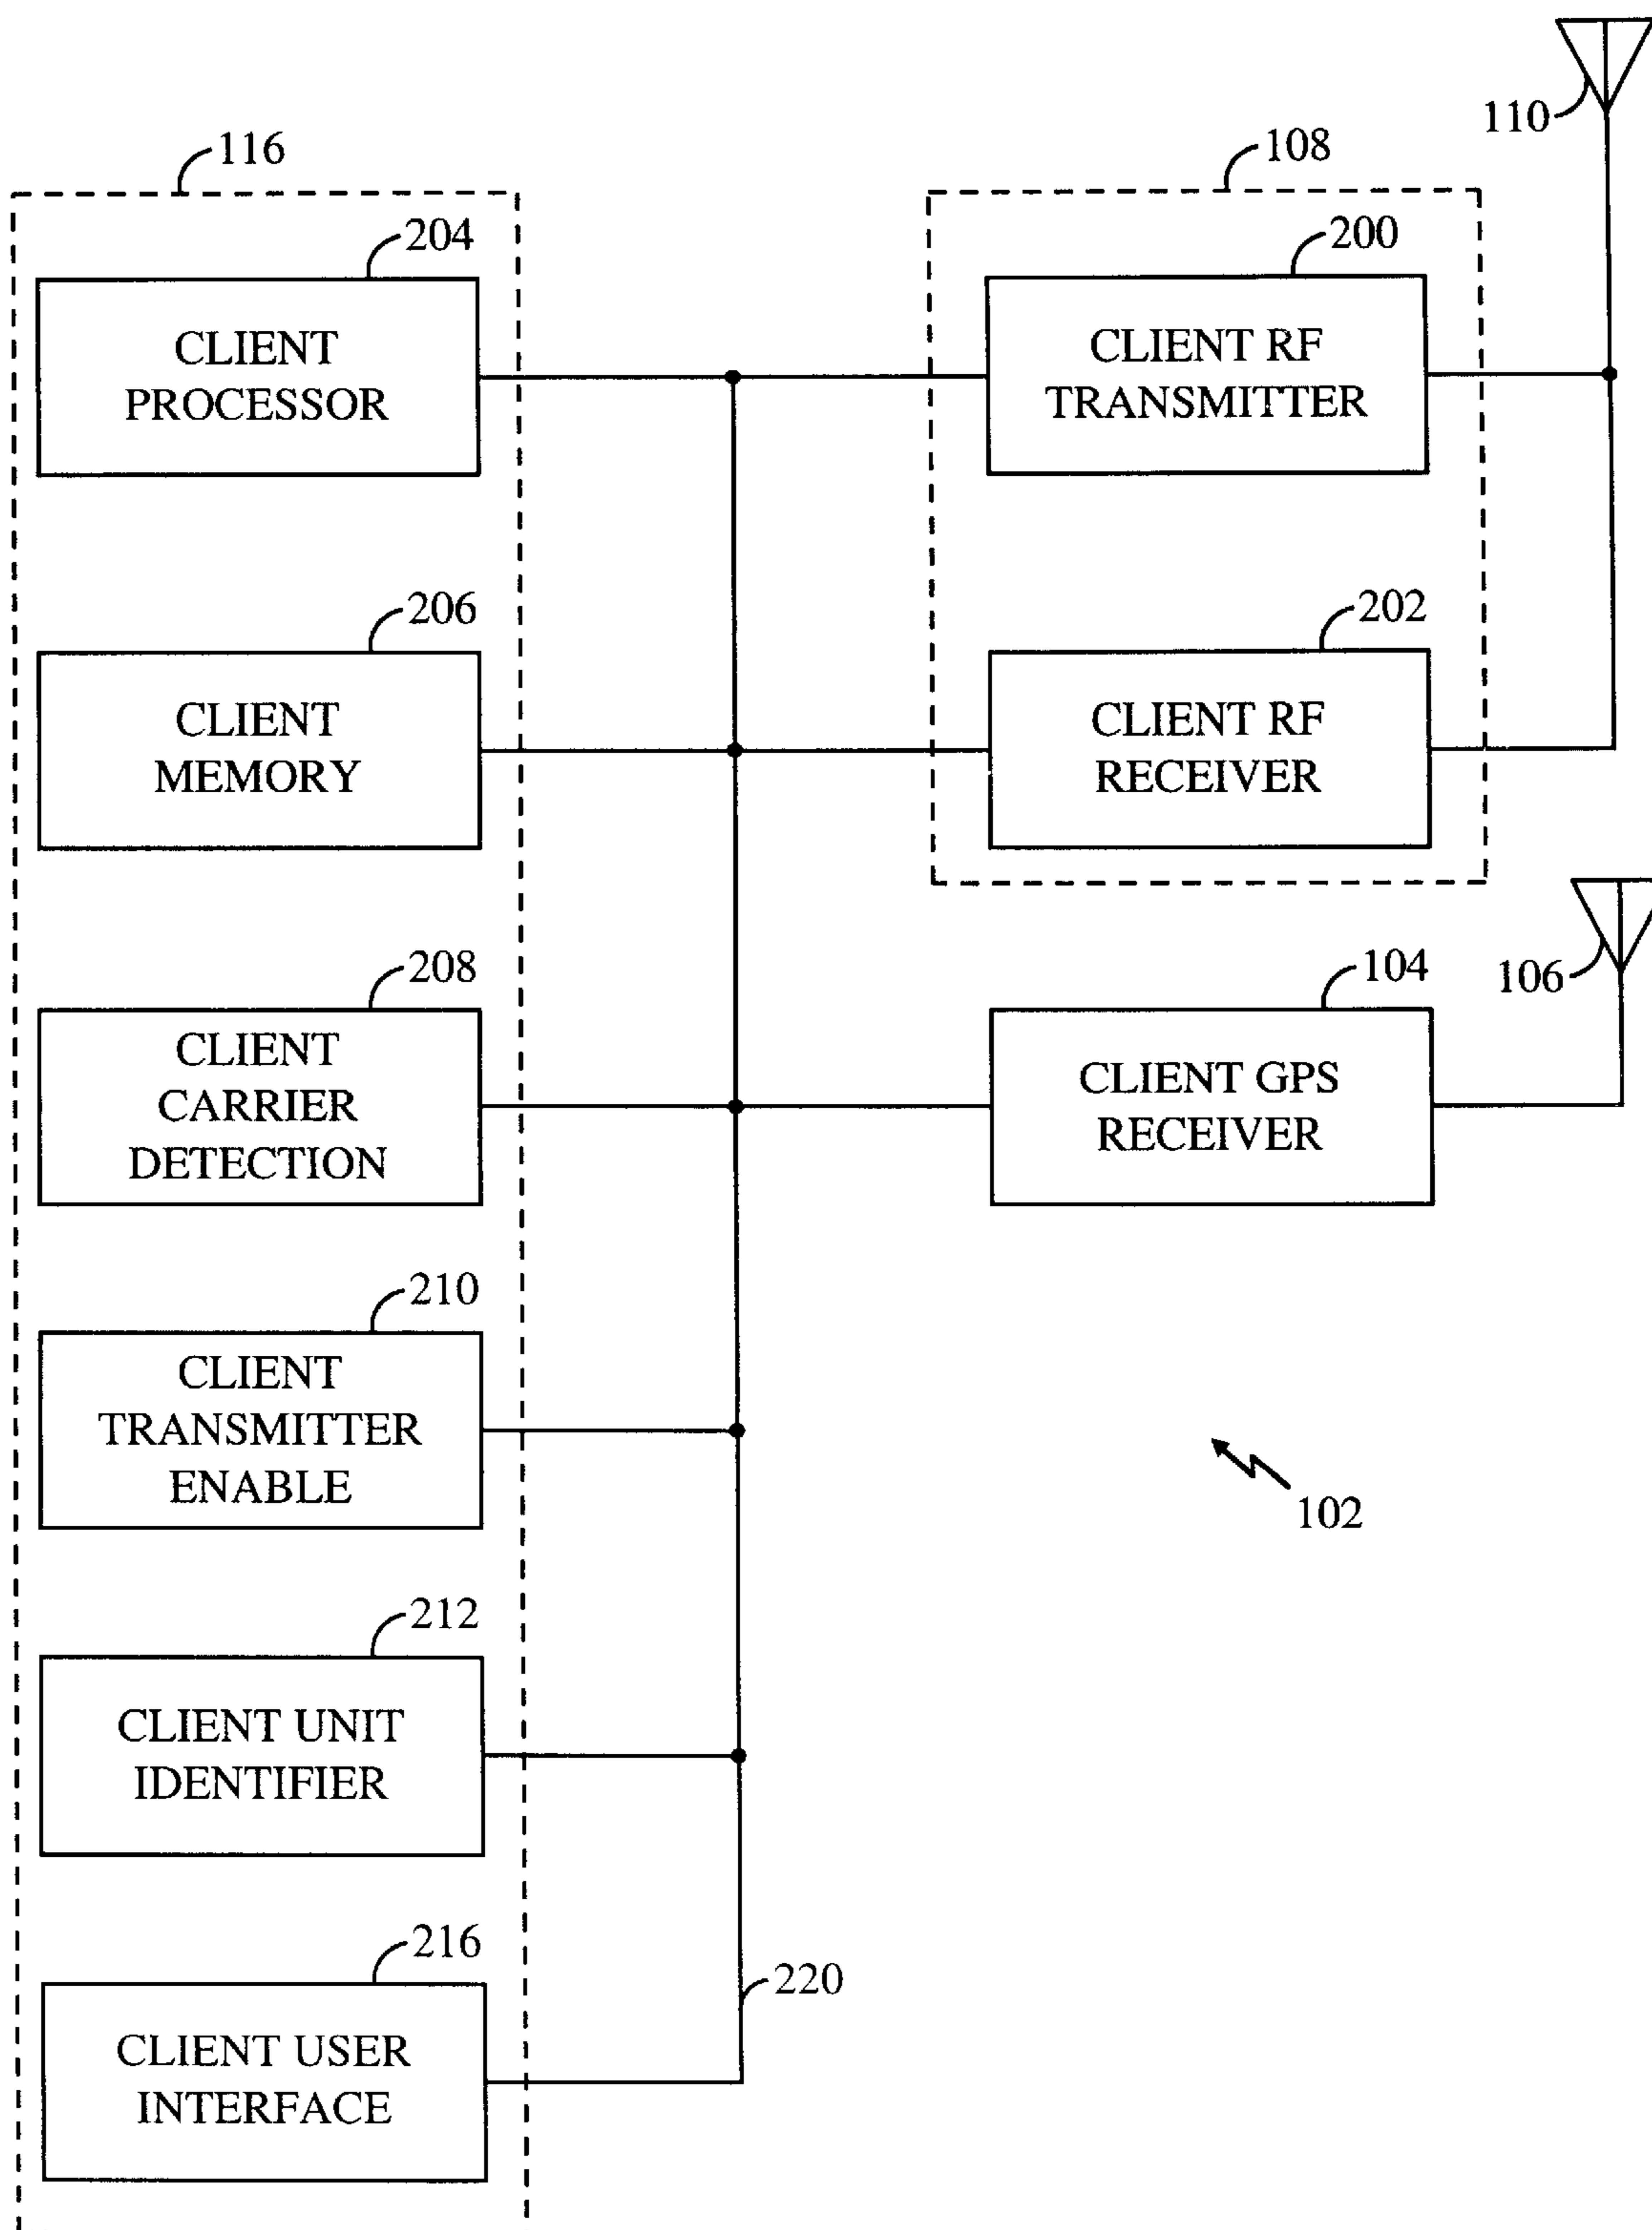 110
116
108
204
200
CLIENT
PROCESSOR
CLIENT RF
TRANSMITTER
206
202
CLIENT
MEMORY
CLIENT RF
RECEIVER
208
104
106
CLIENT
CARRIER
DETECTION
CLIENT GPS
RECEIVER
210
CLIENT
TRANSMITTER
ENABLE
102
212
CLIENT UNIT
IDENTIFIER
216
220
CLIENT USER
INTERFACE